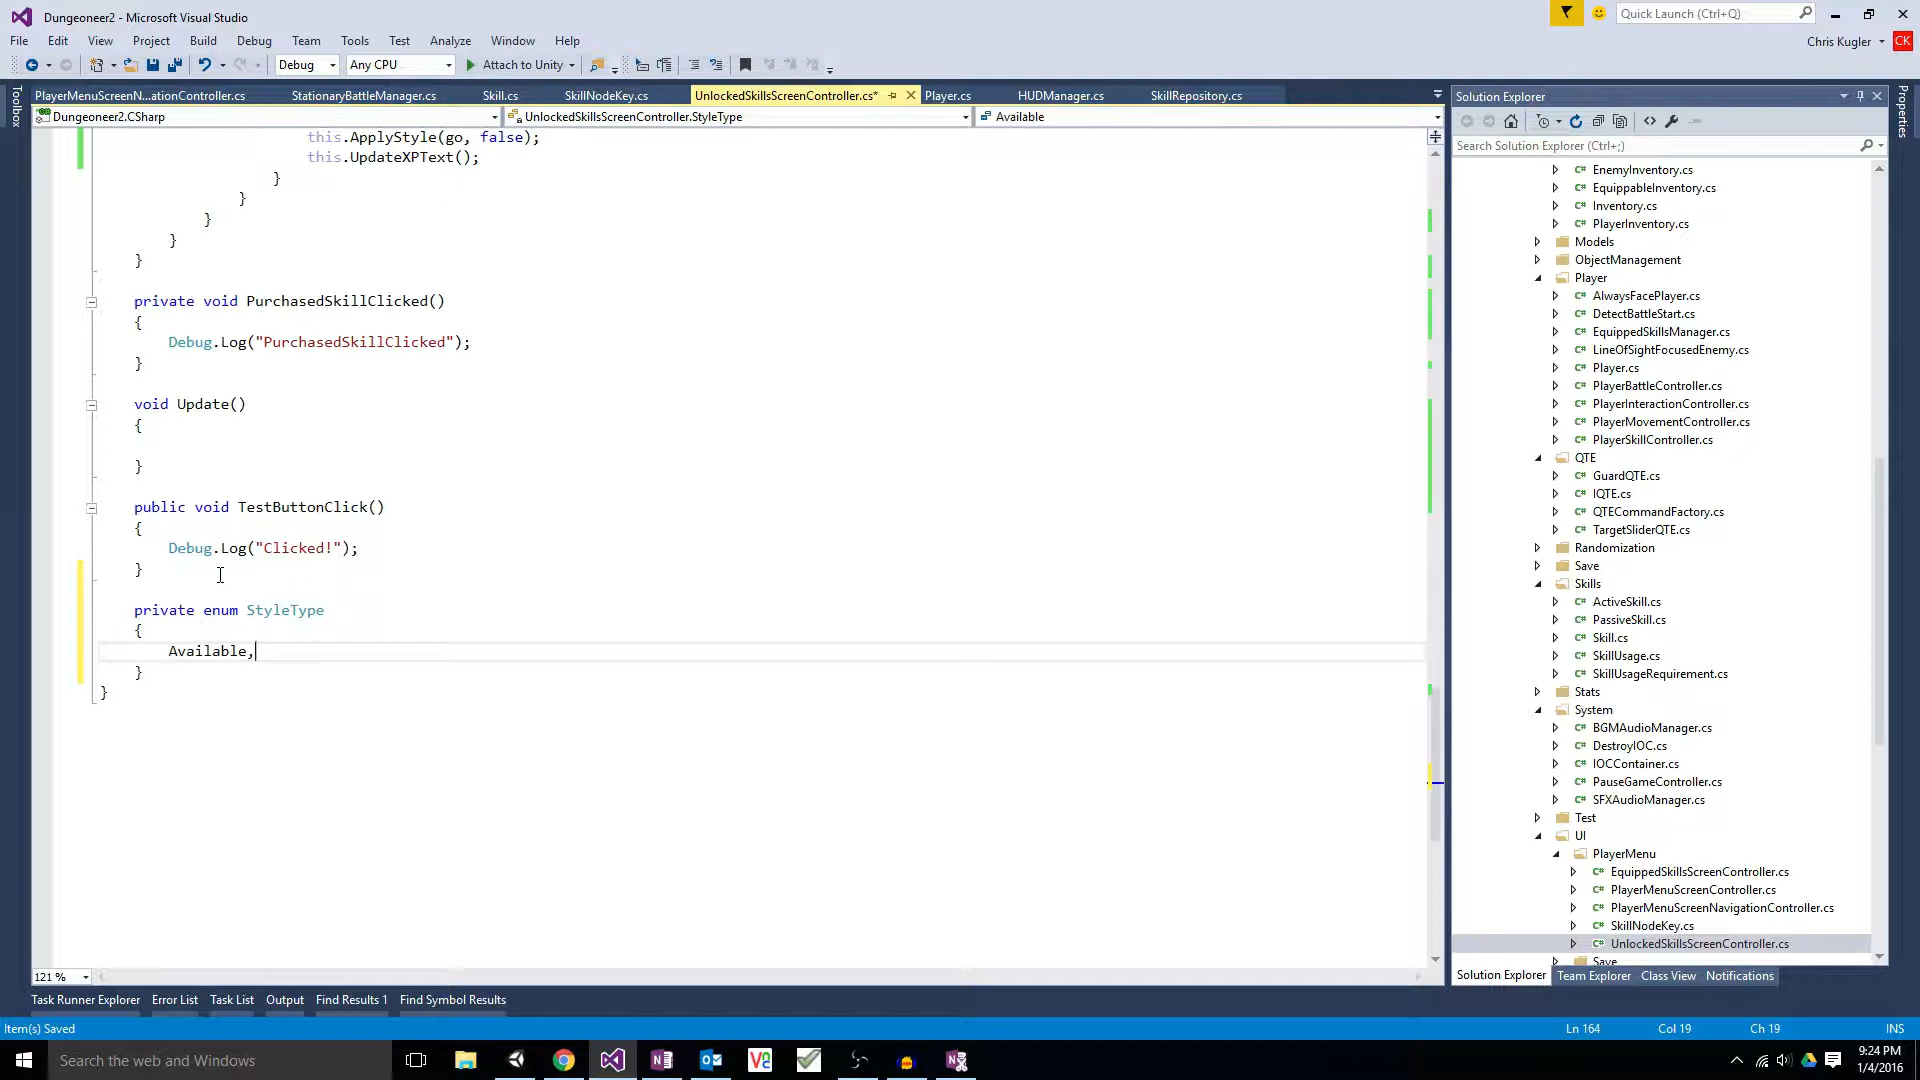 Dungeoneer2 - Microsoft Visual Studio
Quick Launch (Ctrl+Q)
File Edit View Project Build Debug Team Tools Test Analyze Window Help
Chris Kugler CK
Debug Any CPU Attach to Unity
Toolbox
PlayerMenuScreenN...ationController.cs StationaryBattleManager.cs Skill.cs SkillNodeKey.cs UnlockedSkillsScreenController.cs* Player.cs HUDManager.cs SkillRepository.cs
Dungeoneer2.CSharp UnlockedSkillsScreenController.StyleType Available
this.ApplyStyle(go, false);
this.UpdateXPText();
}
}
}
}
}
private void PurchasedSkillClicked()
{
Debug.Log("PurchasedSkillClicked");
}
void Update()
{
}
public void TestButtonClick()
{
Debug.Log("Clicked!");
}
private enum StyleType
{
Available,
}
}
121 %
Solution Explorer
Properties
Search Solution Explorer (Ctrl+;)
C# EnemyInventory.cs
C# EquippableInventory.cs
C# Inventory.cs
C# PlayerInventory.cs
Models
ObjectManagement
Player
C# AlwaysFacePlayer.cs
C# DetectBattleStart.cs
C# EquippedSkillsManager.cs
C# LineOfSightFocusedEnemy.cs
C# Player.cs
C# PlayerBattleController.cs
C# PlayerInteractionController.cs
C# PlayerMovementController.cs
C# PlayerSkillController.cs
QTE
C# GuardQTE.cs
C# IQTE.cs
C# QTECommandFactory.cs
C# TargetSliderQTE.cs
Randomization
Save
Skills
C# ActiveSkill.cs
C# PassiveSkill.cs
C# Skill.cs
C# SkillUsage.cs
C# SkillUsageRequirement.cs
Stats
System
C# BGMAudioManager.cs
C# DestroyIOC.cs
C# IOCContainer.cs
C# PauseGameController.cs
C# SFXAudioManager.cs
Test
UI
PlayerMenu
C# EquippedSkillsScreenController.cs
C# PlayerMenuScreenController.cs
C# PlayerMenuScreenNavigationController.cs
C# SkillNodeKey.cs
C# UnlockedSkillsScreenController.cs
Save
Solution Explorer Team Explorer Class View Notifications
Task Runner Explorer Error List Task List Output Find Results 1 Find Symbol Results
Item(s) Saved Ln 164 Col 19 Ch 19 INS
Search the web and Windows
9:24 PM
1/4/2016